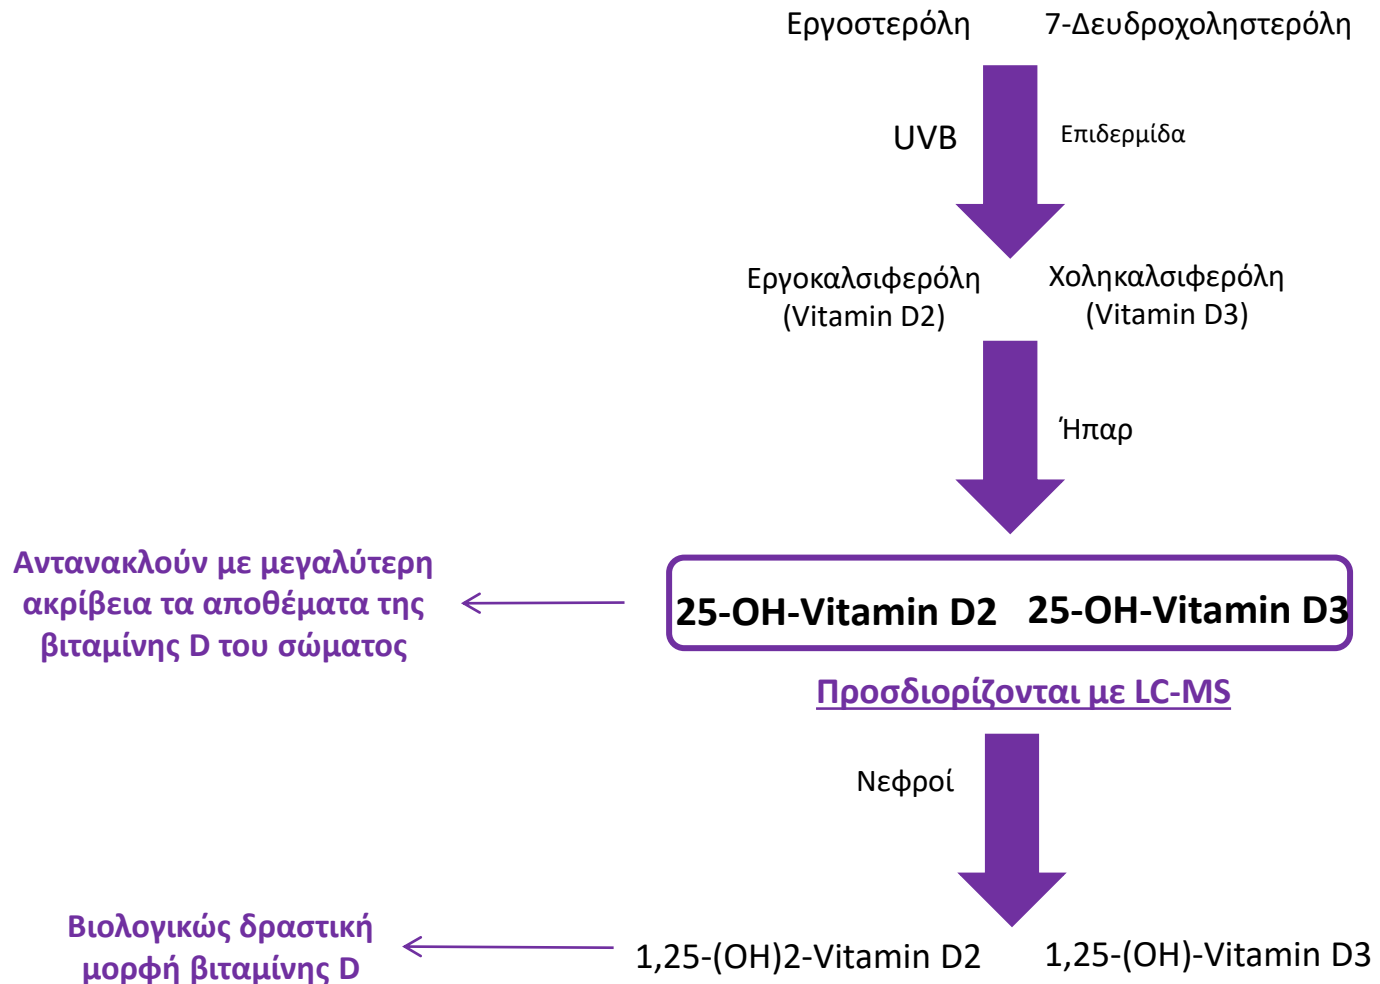 Εργοστερόλη 7-Δευδροχοληστερόλη
UVB Επιδερμίδα
Εργοκαλσιφερόλη Χοληκαλσιφερόλη
(Vitamin D2) (Vitamin D3)
Ήπαρ
Αντανακλούν με μεγαλύτερη
ακρίβεια τα αποθέματα της
βιταμίνης D του σώματος
25-OH-Vitamin D2 25-OH-Vitamin D3
Προσδιορίζονται με LC-MS
Νεφροί
Βιολογικώς δραστική
μορφή βιταμίνης D
1,25-(OH)2-Vitamin D2 1,25-(OH)-Vitamin D3